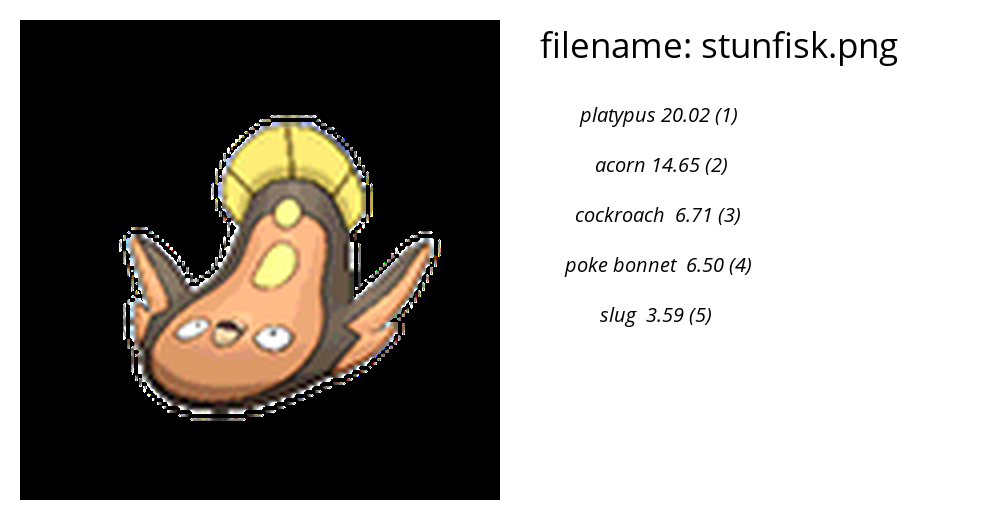 filename: stunfisk.png
platypus 20.02 (1)
acorn 14.65 (2)
cockroach 6.71 (3)
poke bonnet 6.50 (4)
slug 3.59 (5)